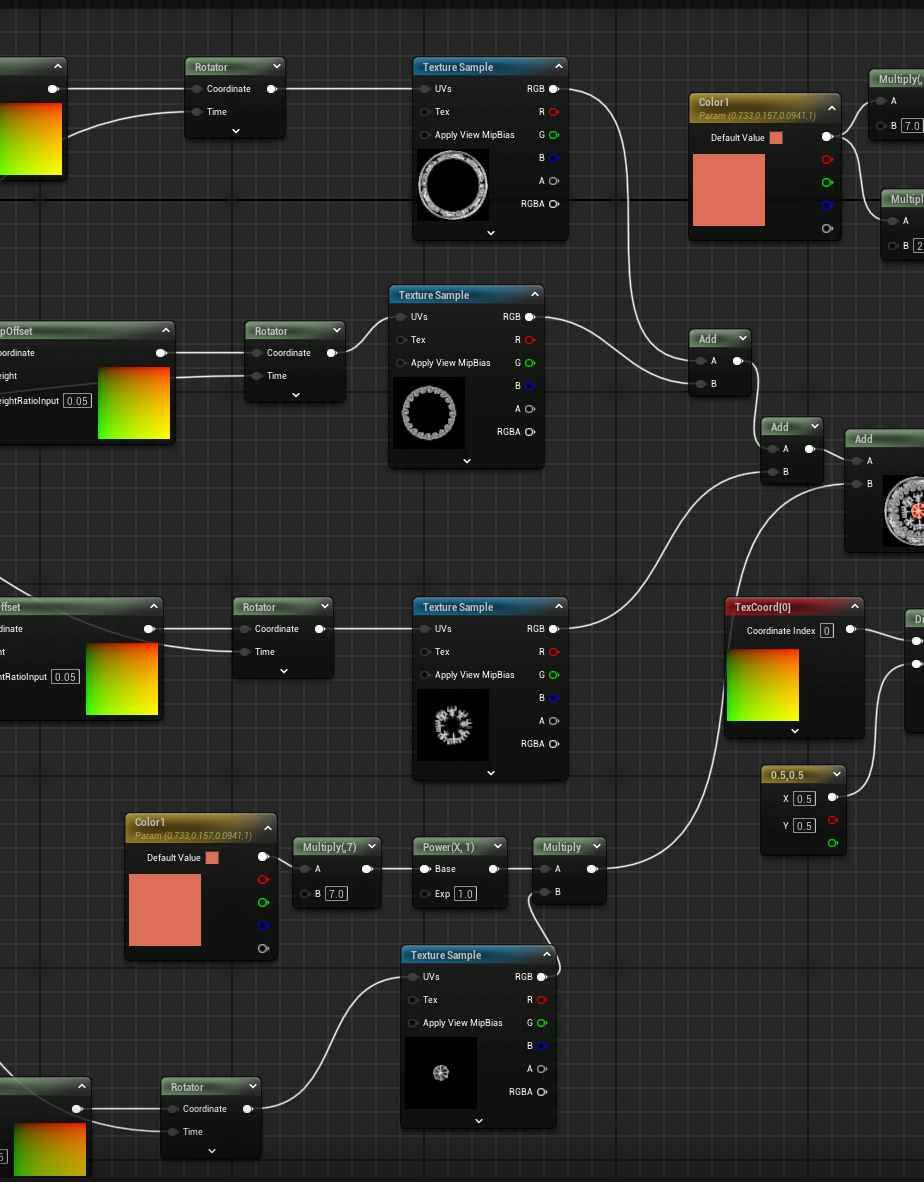 Rotator
Coordinate
Time
Texture Sample
UVs
RGB
Tex
R
Apply View MipBias
G
B
A
RGBA
Color1
Param (0.733,0.157,0.0941,1)
Default Value
Multiply(,
A
B 7.0
Multipl
A
B 2
pOffset
oordinate
eight
eightRatioInput 0.05
Rotator
Coordinate
Time
Texture Sample
UVs
RGB
Tex
R
Apply View MipBias
G
B
A
RGBA
Add
A
B
Add
A
B
Add
A
B
ffset
dinate
ht
htRatioInput 0.05
Rotator
Coordinate
Time
Texture Sample
UVs
RGB
Tex
R
Apply View MipBias
G
B
A
RGBA
TexCoord[0]
Coordinate Index 0
Di
0.5,0.5
X 0.5
Y 0.5
Color1
Param (0.733,0.157,0.0941,1)
Default Value
Multiply(,7)
A
B 7.0
Power(X, 1)
Base
Exp 1.0
Multiply
A
B
Texture Sample
UVs
RGB
Tex
R
Apply View MipBias
G
B
A
RGBA
Rotator
Coordinate
Time
5